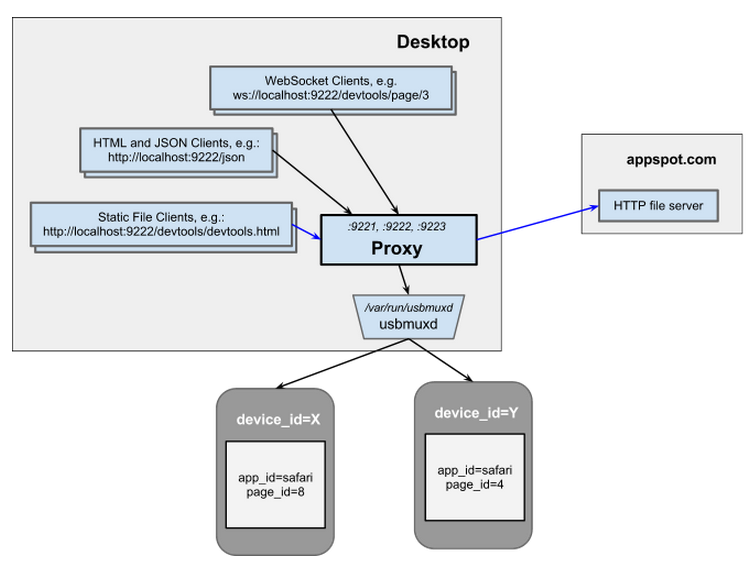 Desktop
WebSocket Clients, e.g.
ws://localhost:9222/devtools/page/3
HTML and JSON Clients, e.g.:
http://localhost:9222/json
Static File Clients, e.g.:
http://localhost:9222/devtools/devtools.html
:9221, :9222, :9223
Proxy
appspot.com
HTTP file server
/var/run/usbmuxd
usbmuxd
device_id=X
app_id=safari
page_id=8
device_id=Y
app_id=safari
page_id=4